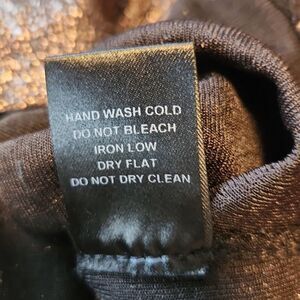 HAND WASH COLD
DO NOT BLEACH
IRON LOW
DRY FLAT
DO NOT DRY CLEAN